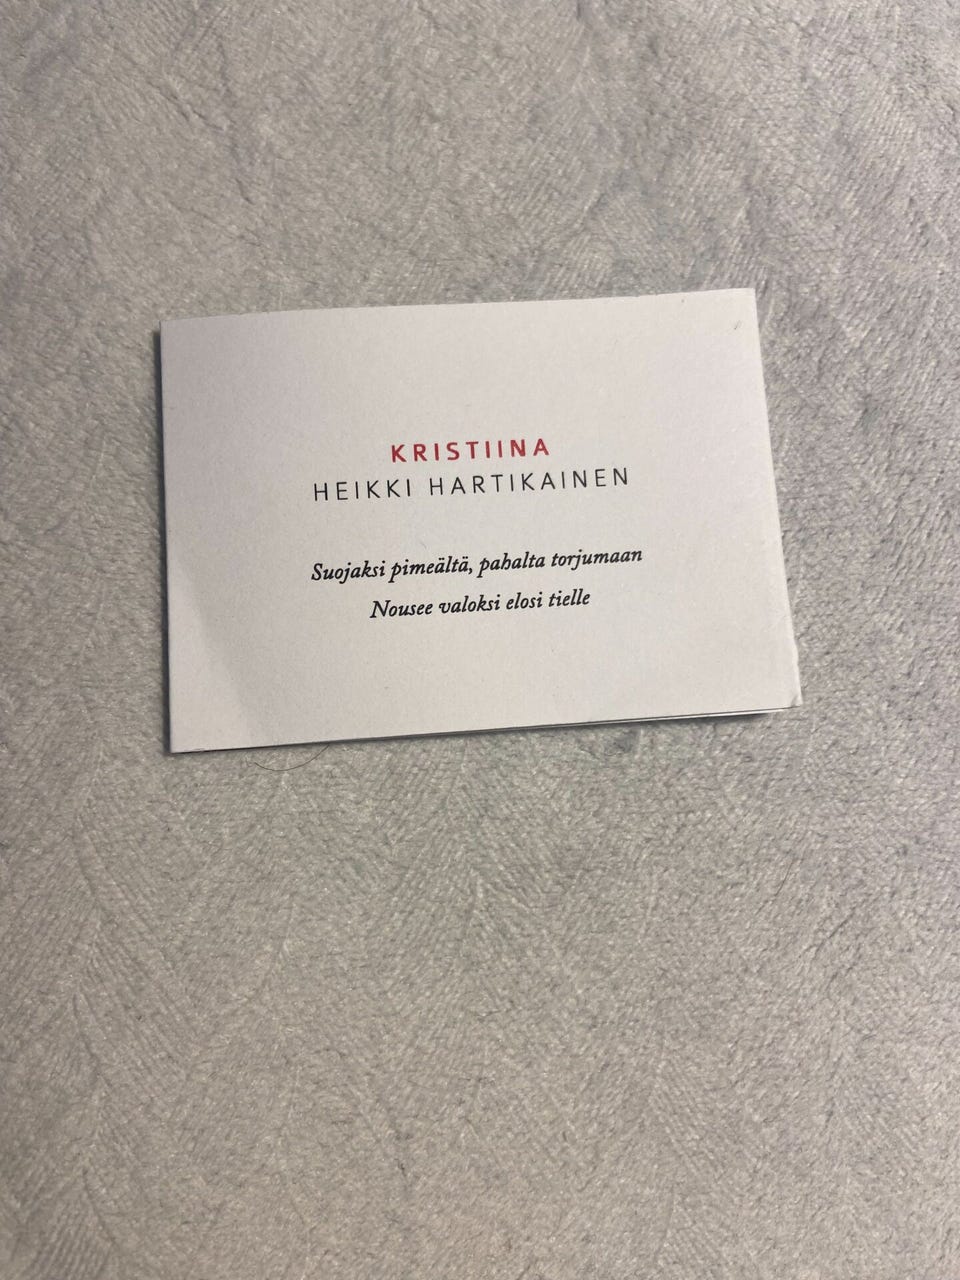 KRISTIINA
HEIKKI HARTIKAINEN
Suojaksi pimeältä, pahalta torjumaan
Nousee valoksi elosi tielle